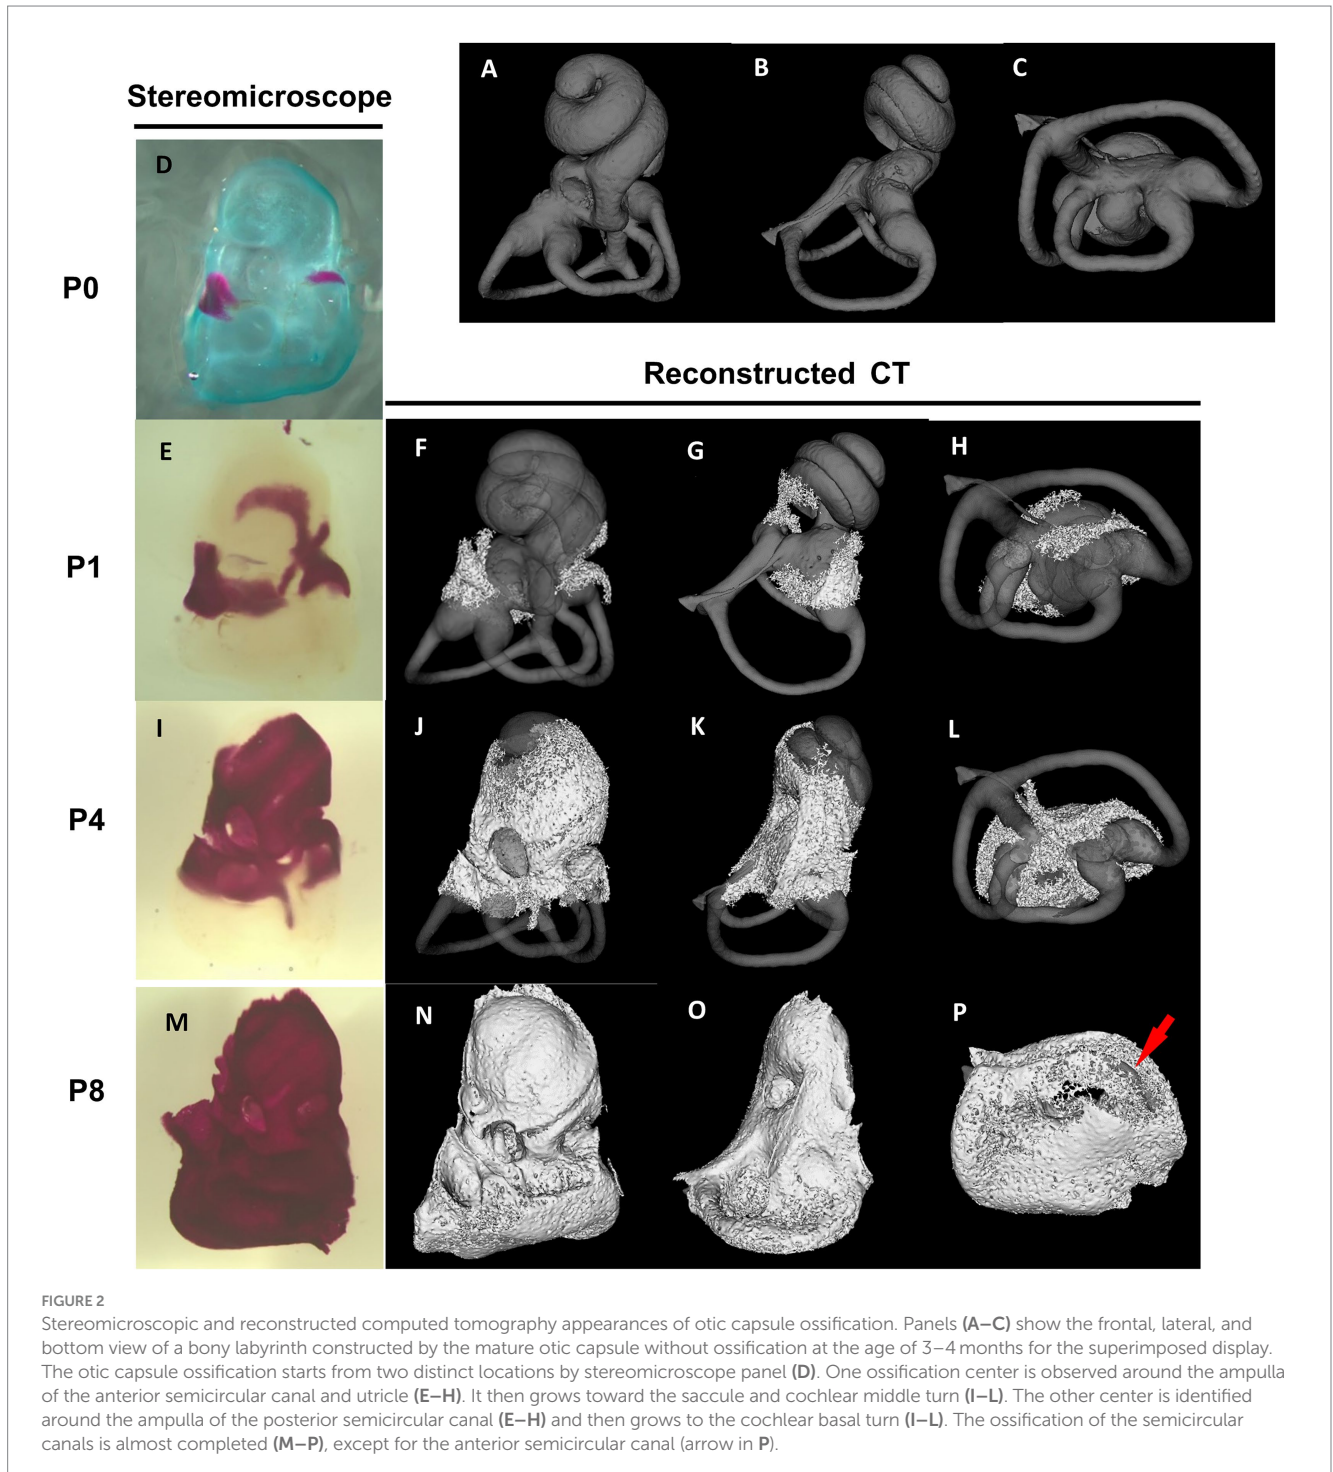 A
B
C
Stereomicroscope
D
P0
Reconstructed CT
E
F
G
H
P1
I
J
K
L
P4
M
N
O
P
P8
FIGURE 2
Stereomicroscopic and reconstructed computed tomography appearances of otic capsule ossification. Panels (A–C) show the frontal, lateral, and
bottom view of a bony labyrinth constructed by the mature otic capsule without ossification at the age of 3–4 months for the superimposed display.
The otic capsule ossification starts from two distinct locations by stereomicroscope panel (D). One ossification center is observed around the ampulla
of the anterior semicircular canal and utricle (E–H). It then grows toward the saccule and cochlear middle turn (I–L). The other center is identified
around the ampulla of the posterior semicircular canal (E–H) and then grows to the cochlear basal turn (I–L). The ossification of the semicircular
canals is almost completed (M–P), except for the anterior semicircular canal (arrow in P).